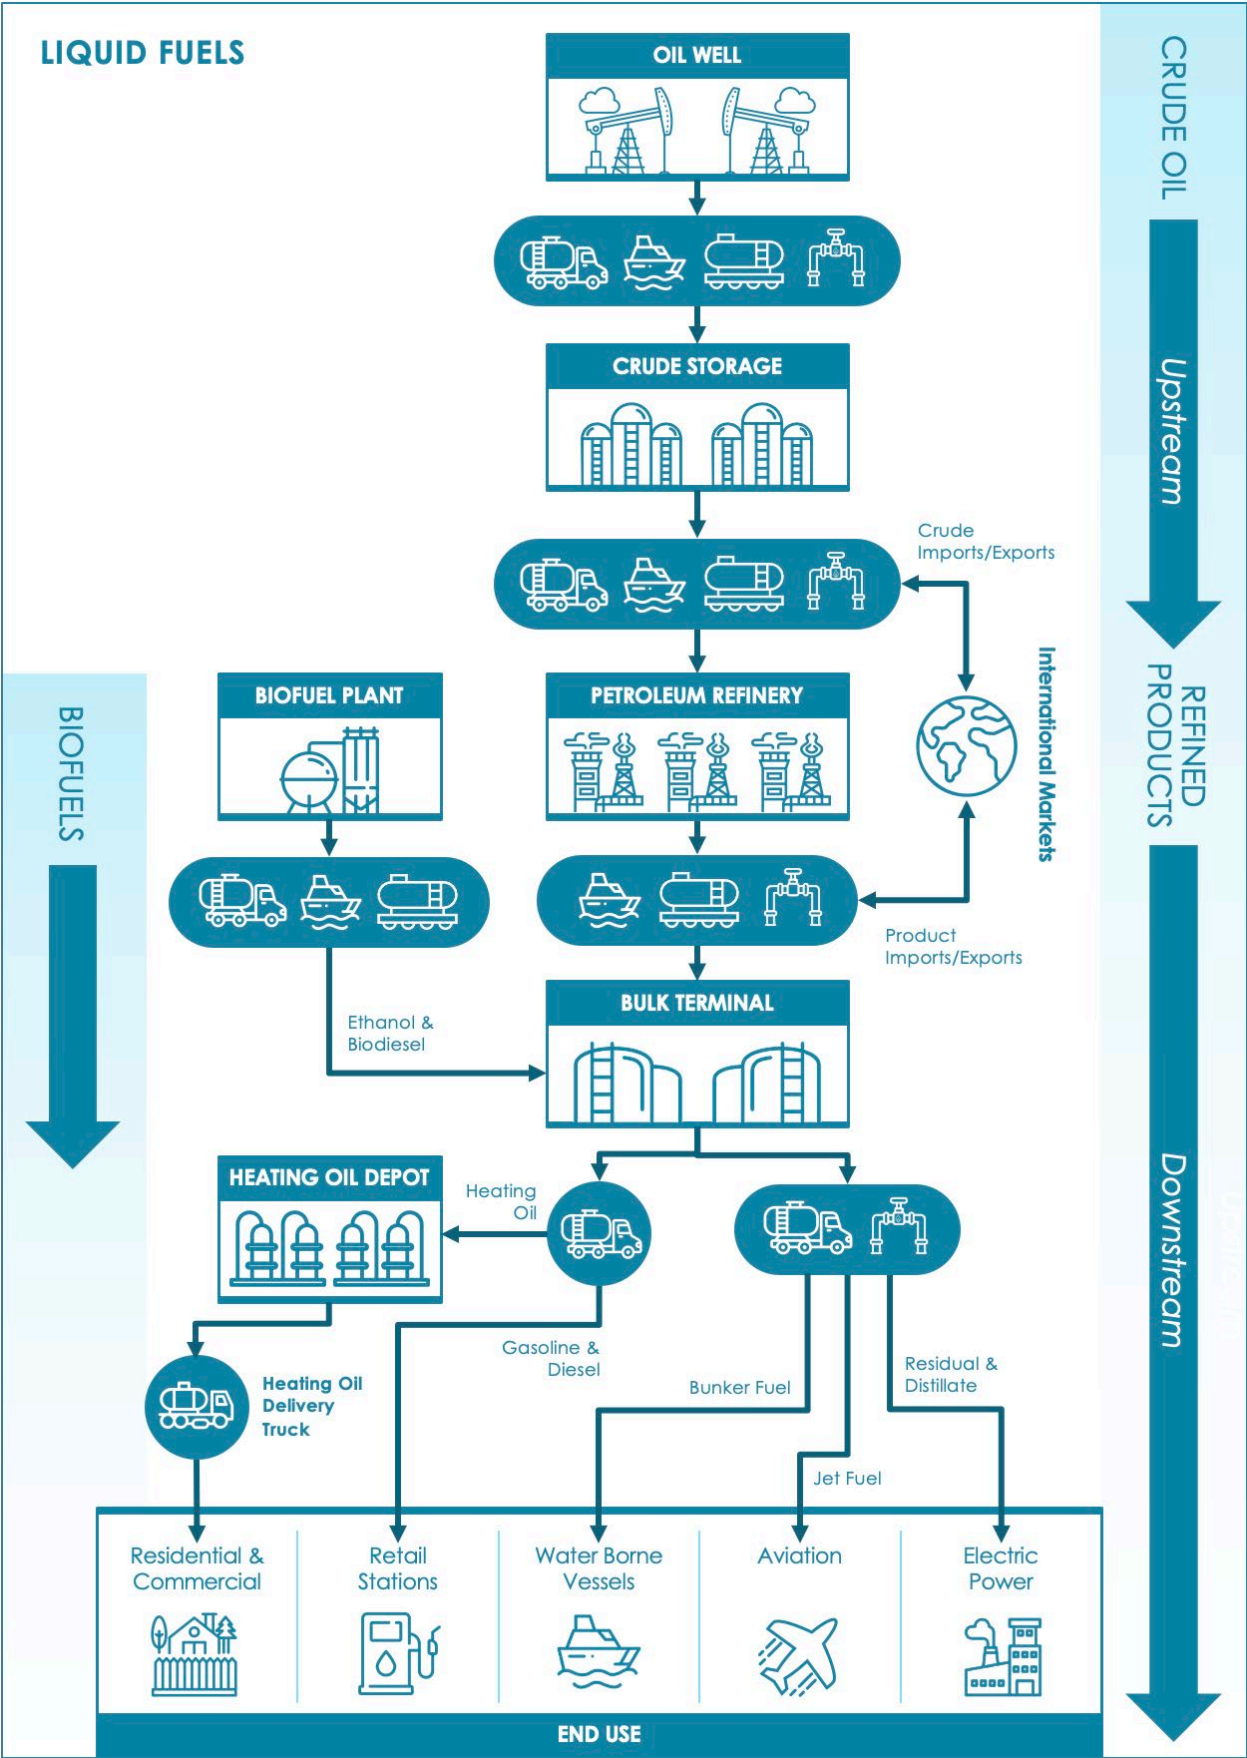 LIQUID FUELS
OIL WELL
CRUDE OIL
CRUDE STORAGE
Upstream
Crude
Imports/Exports
International Markets
BIOFUELS
BIOFUEL PLANT
PETROLEUM REFINERY
REFINED
PRODUCTS
Product
Imports/Exports
BULK TERMINAL
Ethanol &
Biodiesel
HEATING OIL DEPOT
Heating
Oil
Downstream
Upstream
Gasoline &
Diesel
Bunker Fuel
Residual &
Distillate
Heating Oil
Delivery
Truck
Jet Fuel
Residential &
Commercial
Retail
Stations
Water Borne
Vessels
Aviation
Electric
Power
END USE